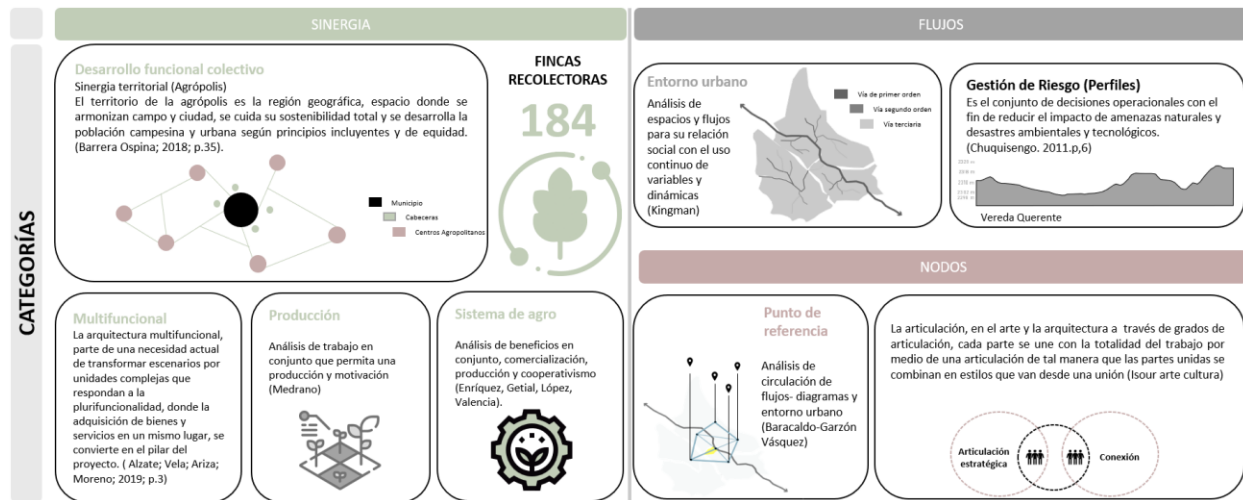 SINERGIA
FLUJOS
CATEGORÍAS
Desarrollo funcional colectivo
Sinergia territorial (Agrópolis)
El territorio de la agrópolis es la región geográfica, espacio donde se
armonizan campo y ciudad, se cuida su sostenibilidad total y se desarrolla la
población campesina y urbana según principios incluyentes y de equidad.
(Barrera Ospina; 2018; p.35).
Municipio
Cabeceras
Centros Agropolitanos
FINCAS
RECOLECTORAS
184
Entorno urbano
Análisis de
espacios y flujos
para su relación
social con el uso
continuo de
variables y
dinámicas
(Kingman)
Vía de primer orden
Vía segundo orden
Vía terciaria
Gestión de Riesgo (Perfiles)
Es el conjunto de decisiones operacionales con el
fin de reducir el impacto de amenazas naturales y
desastres ambientales y tecnológicos.
(Chuquisengo. 2011.p,6)
Vereda Querente
NODOS
Multifuncional
La arquitectura multifuncional,
parte de una necesidad actual
de transformar escenarios por
unidades complejas que
respondan a la
plurifuncionalidad, donde la
adquisición de bienes y
servicios en un mismo lugar, se
convierte en el pilar del
proyecto. ( Alzate; Vela; Ariza;
Moreno; 2019; p.3)
Producción
Análisis de trabajo en
conjunto que permita una
producción y motivación
(Medrano)
Sistema de agro
Análisis de beneficios en
conjunto, comercialización,
producción y cooperativismo
(Enríquez, Getial, López,
Valencia).
Punto de
referencia
Análisis de
circulación de
flujos- diagramas y
entorno urbano
(Baracaldo-Garzón
Vásquez)
La articulación, en el arte y la arquitectura a través de grados de
articulación, cada parte se une con la totalidad del trabajo por
medio de una articulación de tal manera que las partes unidas se
combinan en estilos que van desde una unión (Isour arte cultura)
Articulación
estratégica
Conexión